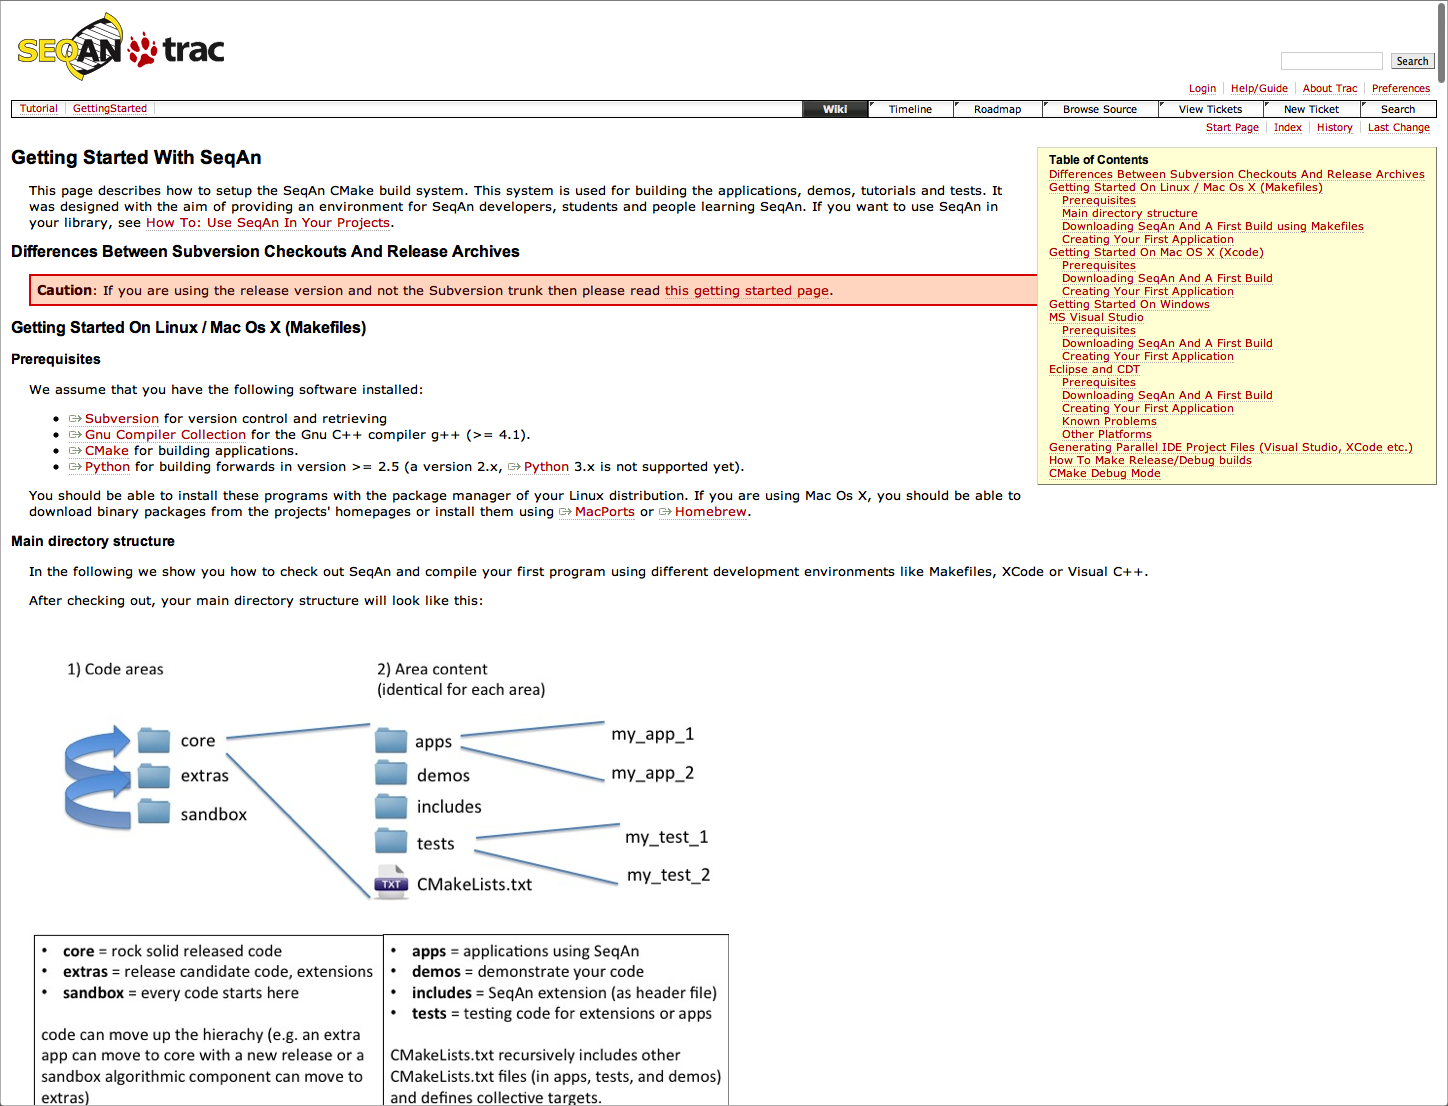 SEQAN trac
Search
Login Help/Guide About Trac Preferences
Tutorial GettingStarted
Wiki Timeline Roadmap Browse Source View Tickets New Ticket Search
Start Page Index History Last Change
Getting Started With SeqAn
This page describes how to setup the SeqAn CMake build system. This system is used for building the applications, demos, tutorials and tests. It
was designed with the aim of providing an environment for SeqAn developers, students and people learning SeqAn. If you want to use SeqAn in
your library, see How To: Use SeqAn In Your Projects.
Differences Between Subversion Checkouts And Release Archives
Caution: If you are using the release version and not the Subversion trunk then please read this getting started page.
Getting Started On Linux / Mac Os X (Makefiles)
Prerequisites
We assume that you have the following software installed:
• Subversion for version control and retrieving
• Gnu Compiler Collection for the Gnu C++ compiler g++ (>= 4.1).
• CMake for building applications.
• Python for building forwards in version >= 2.5 (a version 2.x, Python 3.x is not supported yet).
You should be able to install these programs with the package manager of your Linux distribution. If you are using Mac Os X, you should be able to
download binary packages from the projects' homepages or install them using MacPorts or Homebrew.
Table of Contents
Differences Between Subversion Checkouts And Release Archives
Getting Started On Linux / Mac Os X (Makefiles)
Prerequisites
Main directory structure
Downloading SeqAn And A First Build using Makefiles
Creating Your First Application
Getting Started On Mac OS X (Xcode)
Prerequisites
Downloading SeqAn And A First Build
Creating Your First Application
Getting Started On Windows
MS Visual Studio
Prerequisites
Downloading SeqAn And A First Build
Creating Your First Application
Eclipse and CDT
Prerequisites
Downloading SeqAn And A First Build
Creating Your First Application
Known Problems
Other Platforms
Generating Parallel IDE Project Files (Visual Studio, XCode etc.)
How To Make Release/Debug builds
CMake Debug Mode
Main directory structure
In the following we show you how to check out SeqAn and compile your first program using different development environments like Makefiles, XCode or Visual C++.
After checking out, your main directory structure will look like this:
1) Code areas
core
extras
sandbox
2) Area content
(identical for each area)
apps
demos
includes
tests
TXT CMakeLists.txt
my_app_1
my_app_2
my_test_1
my_test_2
• core = rock solid released code
• extras = release candidate code, extensions
• sandbox = every code starts here
code can move up the hierachy (e.g. an extra
app can move to core with a new release or a
sandbox algorithmic component can move to
extras)
• apps = applications using SeqAn
• demos = demonstrate your code
• includes = SeqAn extension (as header file)
• tests = testing code for extensions or apps
CMakeLists.txt recursively includes other
CMakeLists.txt files (in apps, tests, and demos)
and defines collective targets.